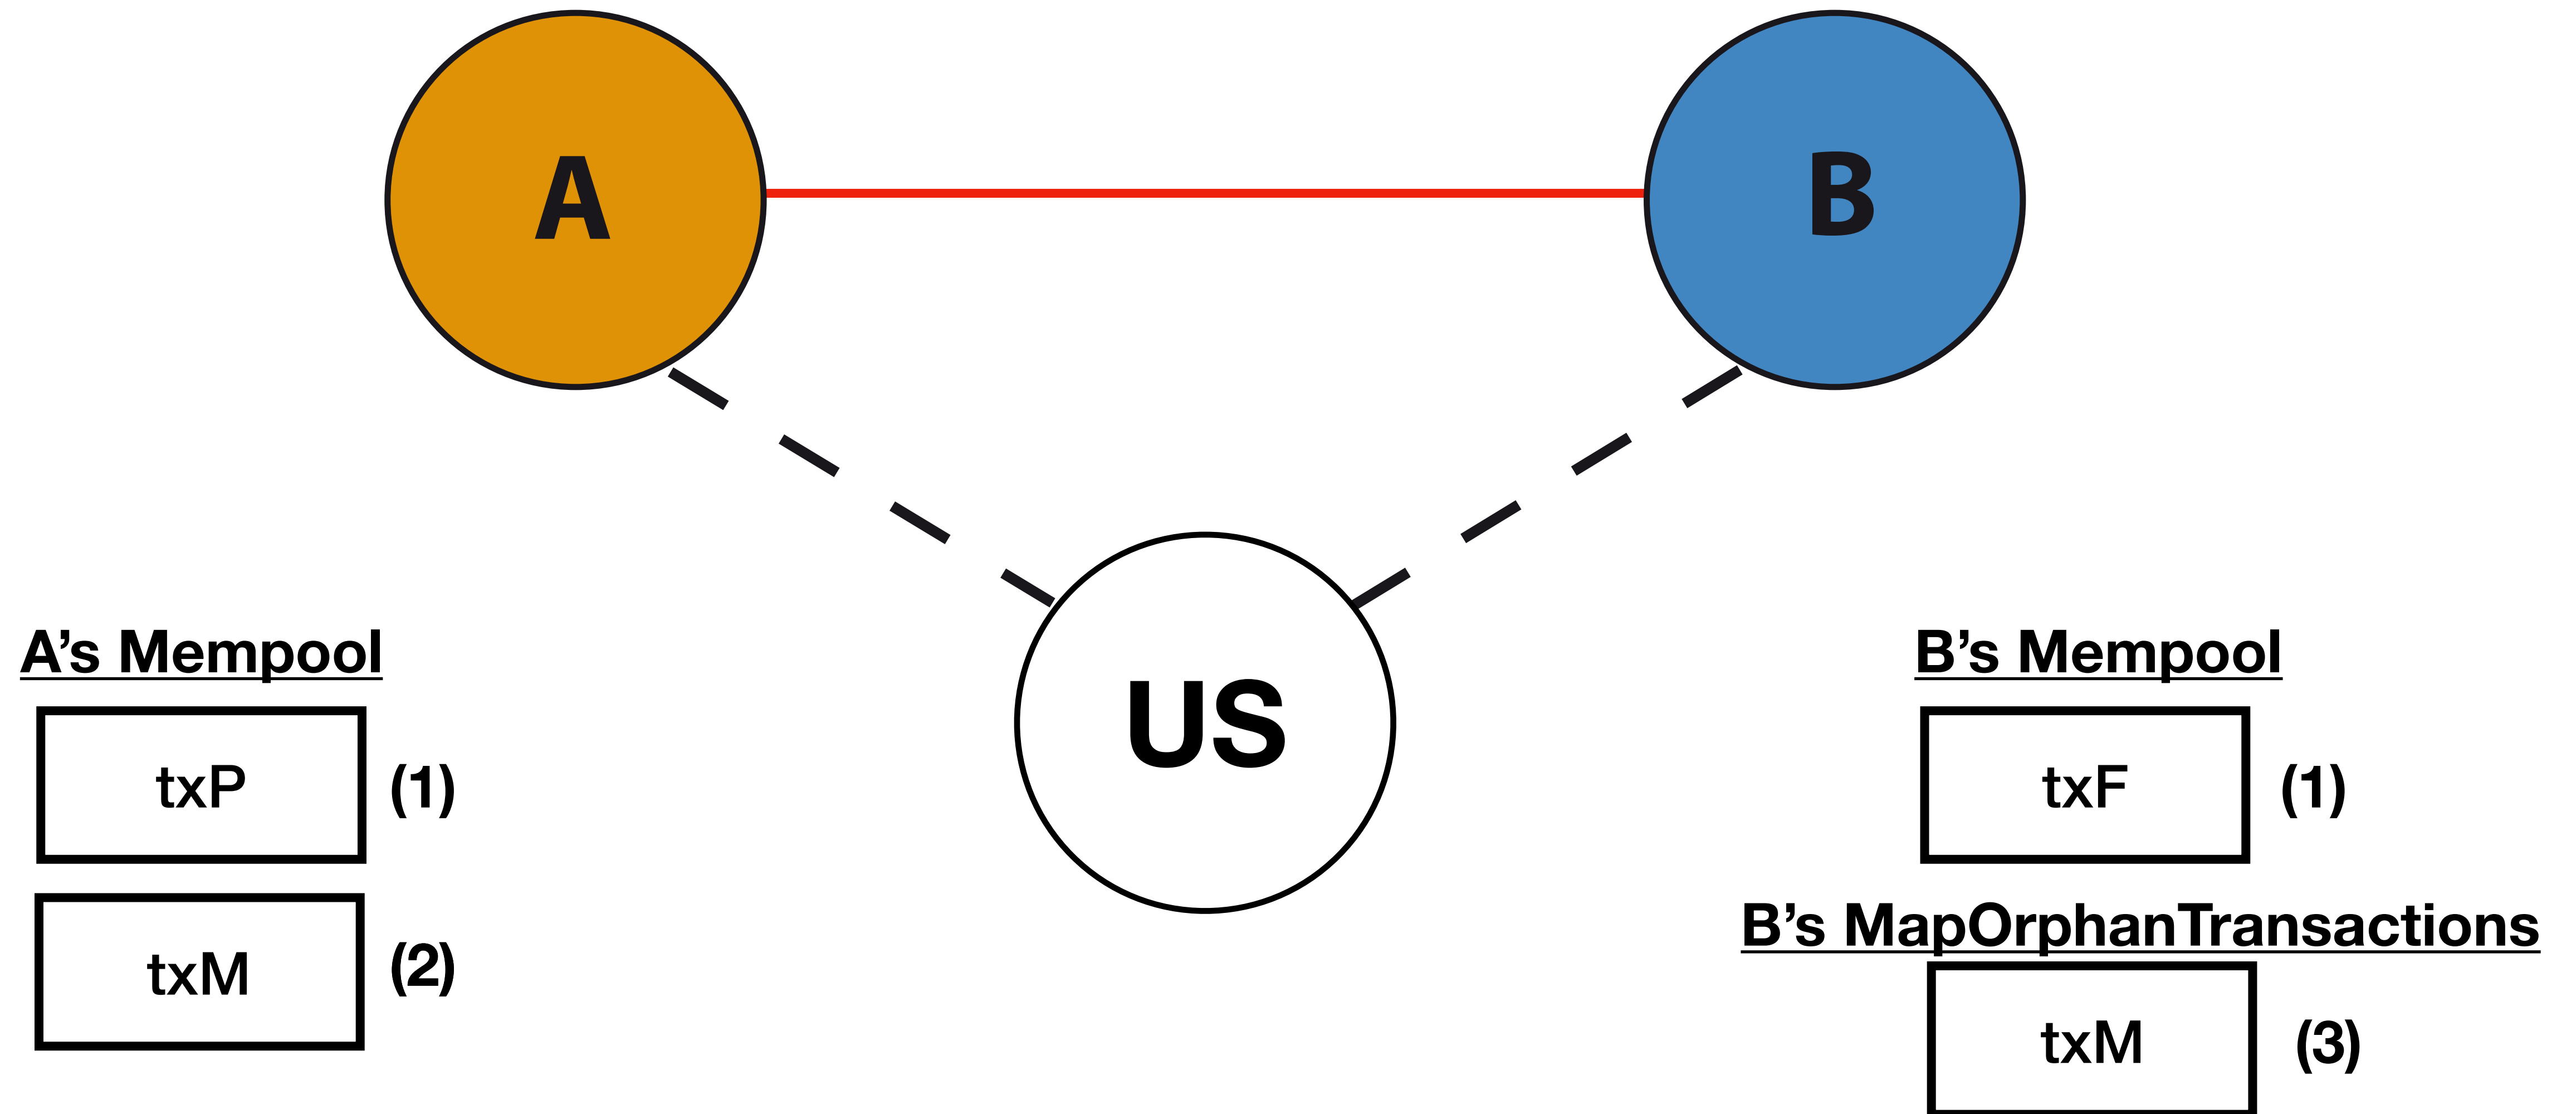 A
B
US
A’s Mempool
txP (1)
txM (2)
B’s Mempool
txF (1)
B’s MapOrphanTransactions
txM (3)